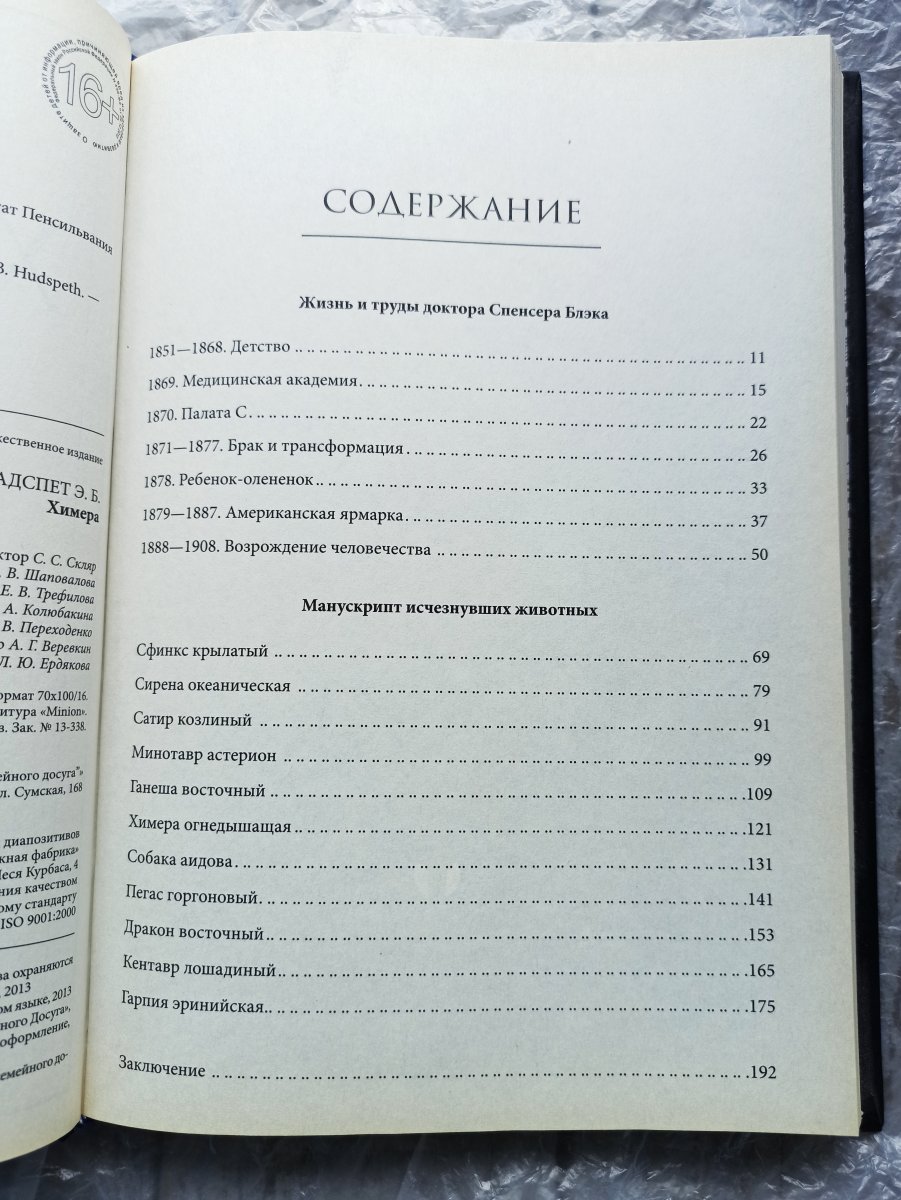 16+
ат Пенсильвания
В. Hudspeth. —
жественное издание
АДСПЕТ Э. Б.
Химера
ктор С. С. Скляр
В. Шаповалова
Е. В. Трефилова
А. Колюбакина
В. Переходенко
р А. Г. Веревкин
Л. Ю. Ердякова
ормат 70х100/16.
итура «Minion».
з. Зак. № 13-338.
ейного досуга"»
л. Сумская, 168
диапозитивов
жная фабрика»
Леся Курбаса, 4
ния качеством
ому стандарту
ISO 9001:2000
ва охраняются
, 2013
ом языке, 2013
ного Досуга»,
оформление,
семейного до-
СОДЕРЖАНИЕ
Жизнь и труды доктора Спенсера Блэка
1851—1868. Детство 11
1869. Медицинская академия 15
1870. Палата С 22
1871—1877. Брак и трансформация 26
1878. Ребенок-олененок 33
1879—1887. Американская ярмарка 37
1888—1908. Возрождение человечества 50
Манускрипт исчезнувших животных
Сфинкс крылатый 69
Сирена океаническая 79
Сатир козлиный 91
Минотавр астерион 99
Ганеша восточный 109
Химера огнедышащая 121
Собака аидова 131
Пегас горгоновый 141
Дракон восточный 153
Кентавр лошадиный 165
Гарпия эринийская 175
Заключение 192